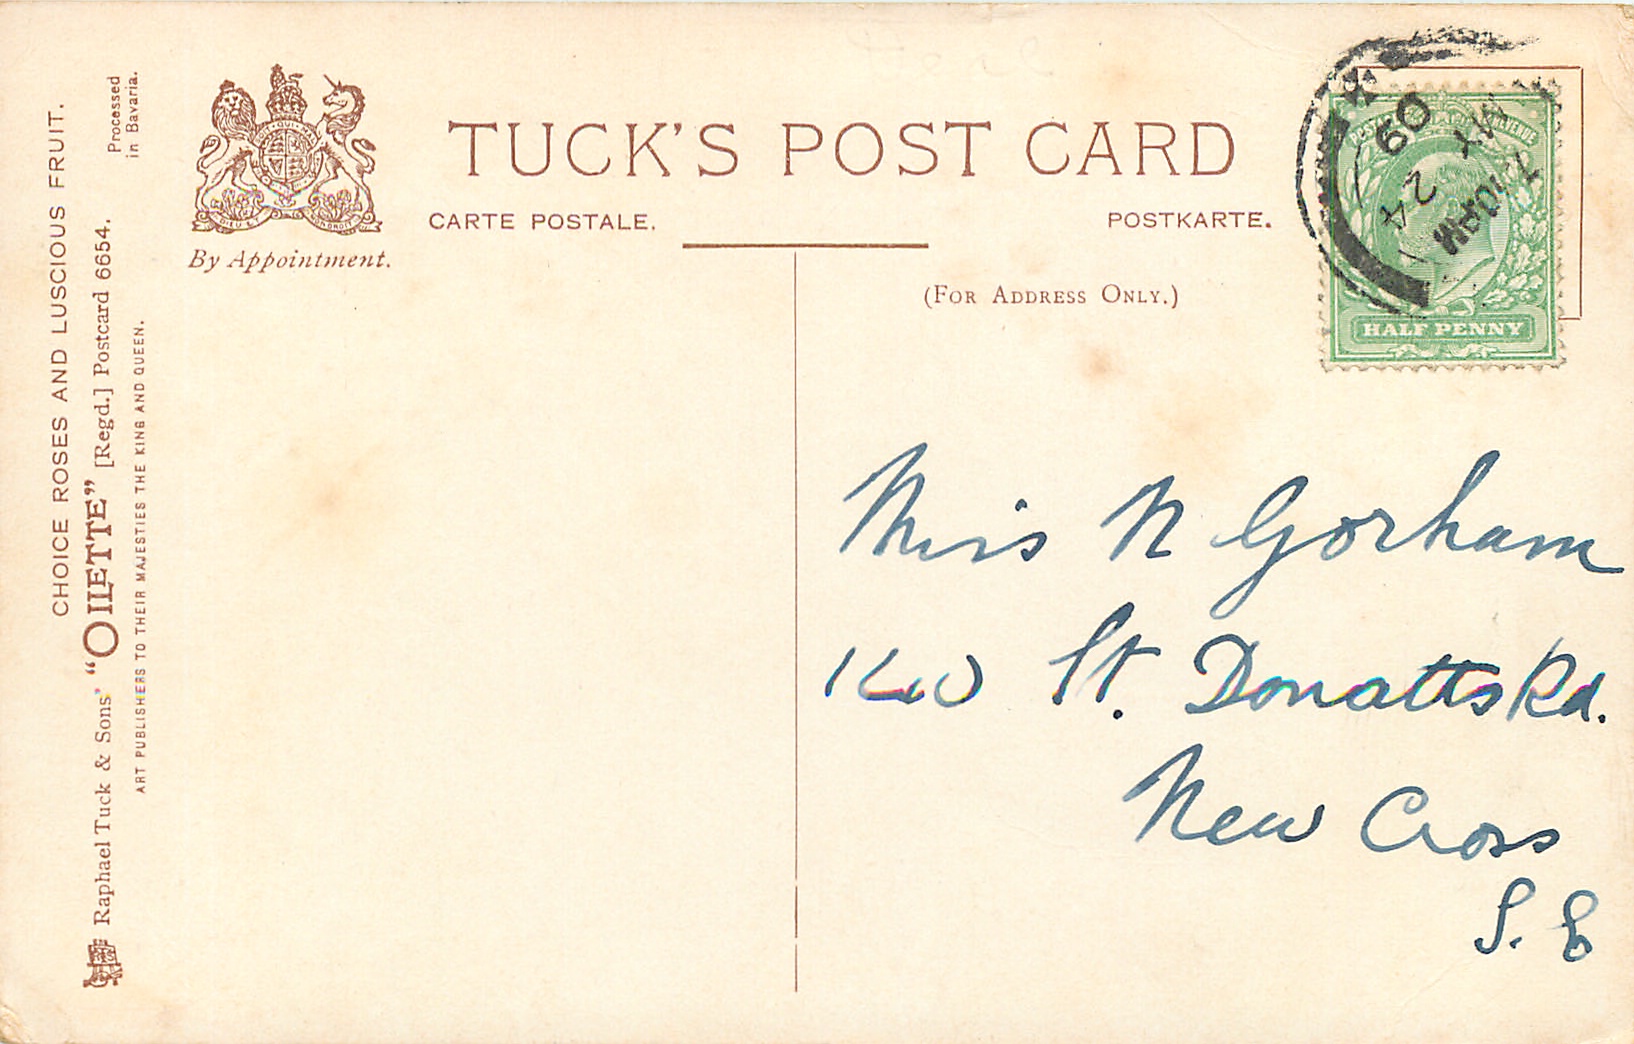 TUCK'S POST CARD
CARTE POSTALE.
POSTKARTE.
(FOR ADDRESS ONLY.)
By Appointment.
CHOICE ROSES AND LUSCIOUS FRUIT.
Raphael Tuck & Sons' "OILETTE" [Regd.] Postcard 6654.
ART PUBLISHERS TO THEIR MAJESTIES THE KING AND QUEEN.
Processed
in Bavaria.
HALF PENNY
7.10AM
MY 24
09
Miss N Gorham
St. Donatts Rd.
New Cross
S. E